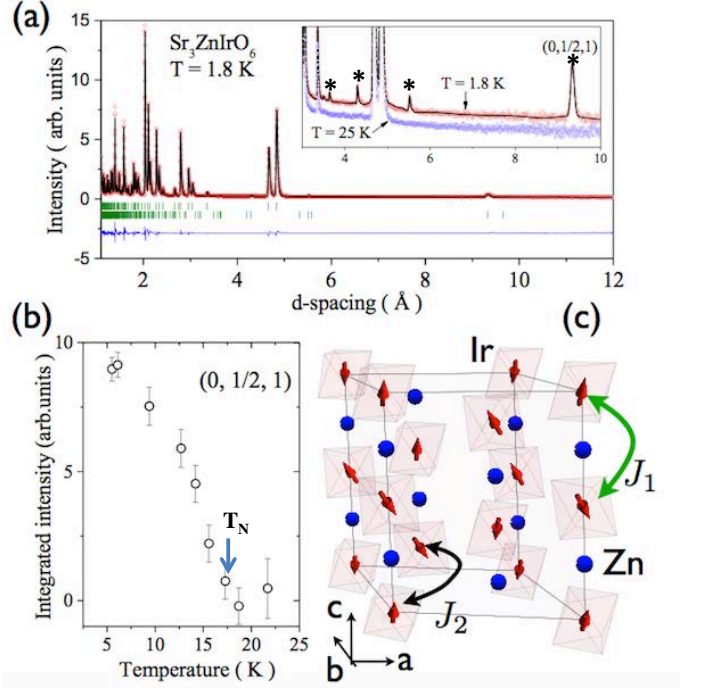 (a)
15
10
5
0
-5
Intensity ( arb. units )
Sr3ZnIrO6
T = 1.8 K
(0,1/2,1)
* * * *
T = 1.8 K
T = 25 K
4 6 8 10
2 4 6 8 10 12
d-spacing ( Å )
(b)
10
5
0
Integrated intensity (arb.units)
(0, 1/2, 1)
TN
5 10 15 20 25
Temperature ( K )
(c)
Ir
J1
Zn
J2
c
b
a